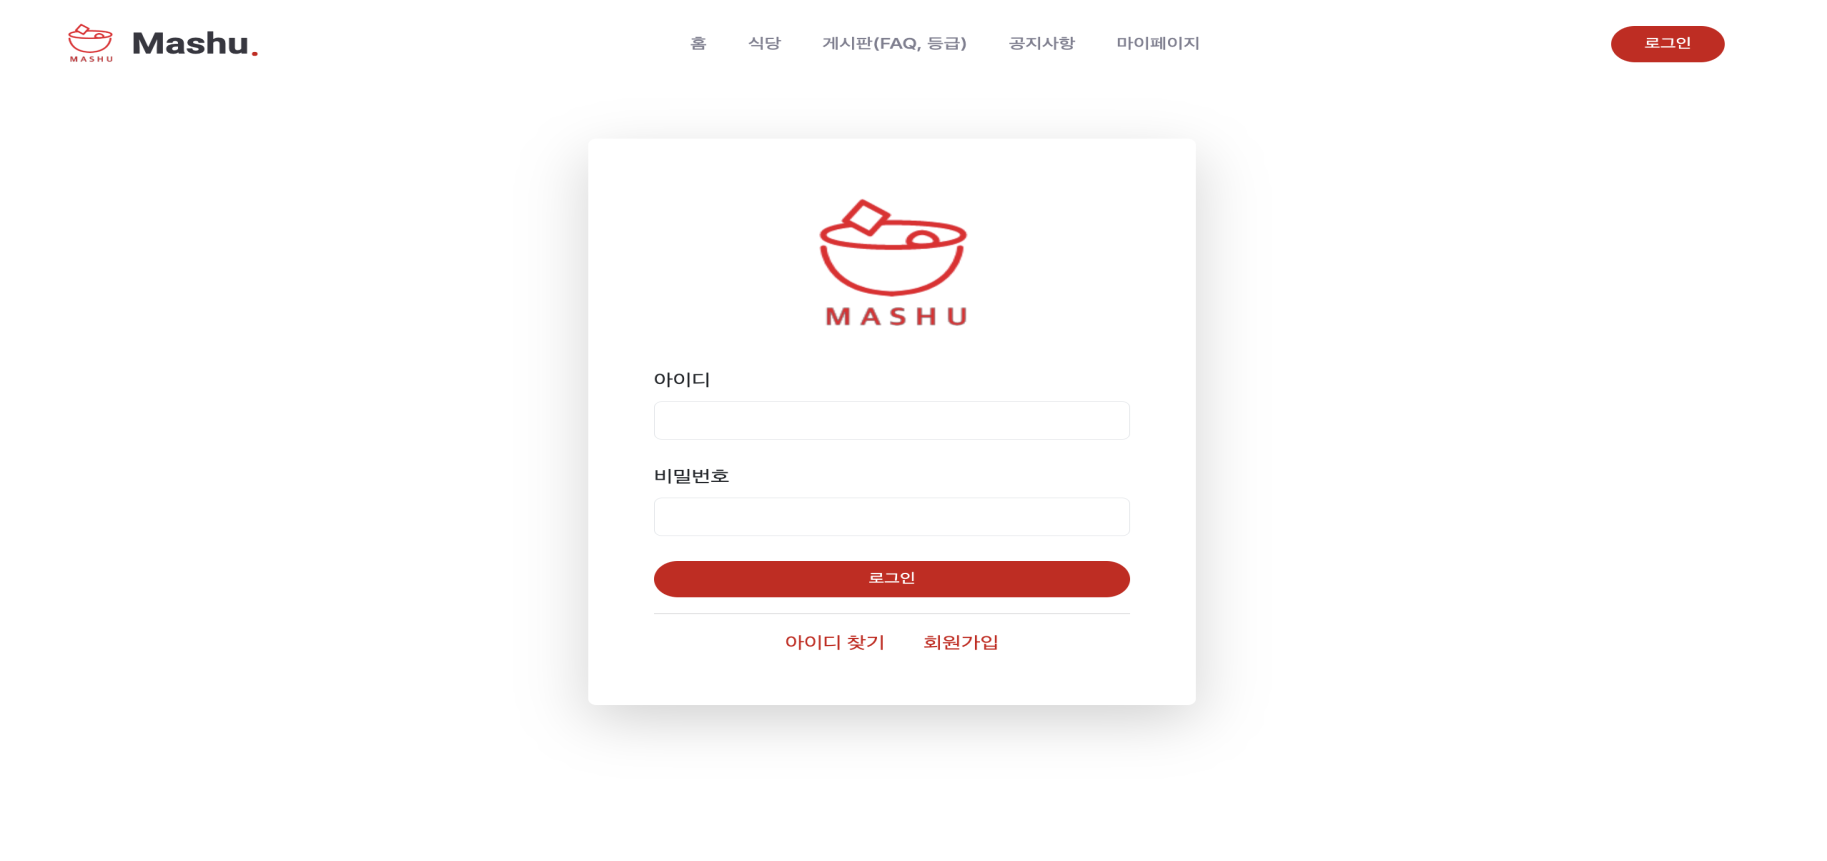 MASHU
Mashu.
홈 식당 게시판(FAQ, 등급) 공지사항 마이페이지
로그인
MASHU
아이디
비밀번호
로그인
아이디 찾기 회원가입